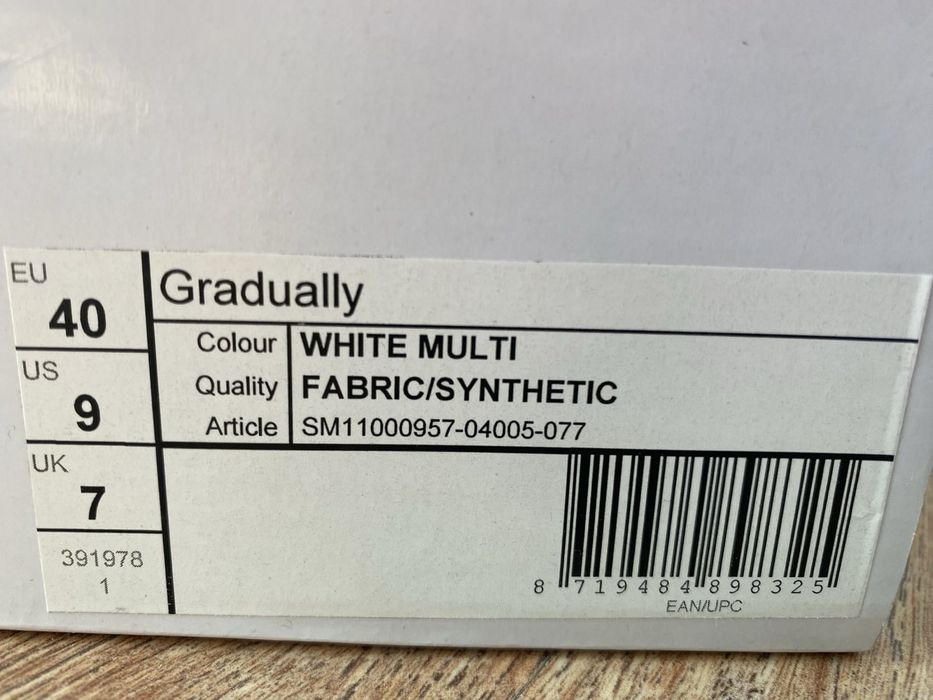 EU
40
US
9
UK
7
391978
1
Gradually
Colour WHITE MULTI
Quality FABRIC/SYNTHETIC
Article SM11000957-04005-077
8 719484 898325
EAN/UPC